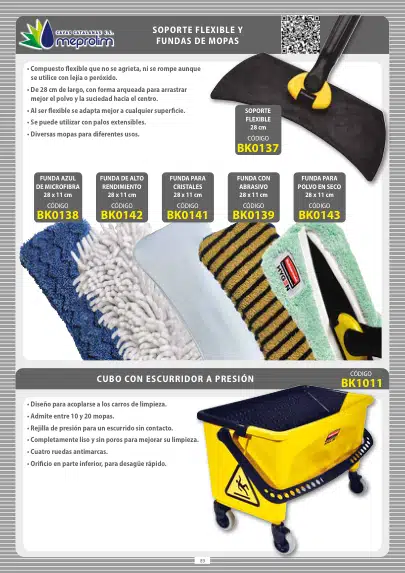 CAYAS CATALANAS S.L.
meprolim
SOPORTE FLEXIBLE Y
FUNDAS DE MOPAS
• Compuesto flexible que no se agrieta, ni se rompe aunque
se utilice con lejía o peróxido.
• De 28 cm de largo, con forma arqueada para arrastrar
mejor el polvo y la suciedad hacia el centro.
• Al ser flexible se adapta mejor a cualquier superficie.
• Se puede utilizar con palos extensibles.
• Diversas mopas para diferentes usos.
SOPORTE
FLEXIBLE
28 cm
CÓDIGO
BK0137
FUNDA AZUL
DE MICROFIBRA
28 x 11 cm
CÓDIGO
BK0138
FUNDA DE ALTO
RENDIMIENTO
28 x 11 cm
CÓDIGO
BK0142
FUNDA PARA
CRISTALES
28 x 11 cm
CÓDIGO
BK0141
FUNDA CON
ABRASIVO
28 x 11 cm
CÓDIGO
BK0139
FUNDA PARA
POLVO EN SECO
28 x 11 cm
CÓDIGO
BK0143
CUBO CON ESCURRIDOR A PRESIÓN
CÓDIGO
BK1011
• Diseño para acoplarse a los carros de limpieza.
• Admite entre 10 y 20 mopas.
• Rejilla de presión para un escurrido sin contacto.
• Completamente liso y sin poros para mejorar su limpieza.
• Cuatro ruedas antimarcas.
• Orificio en parte inferior, para desagüe rápido.